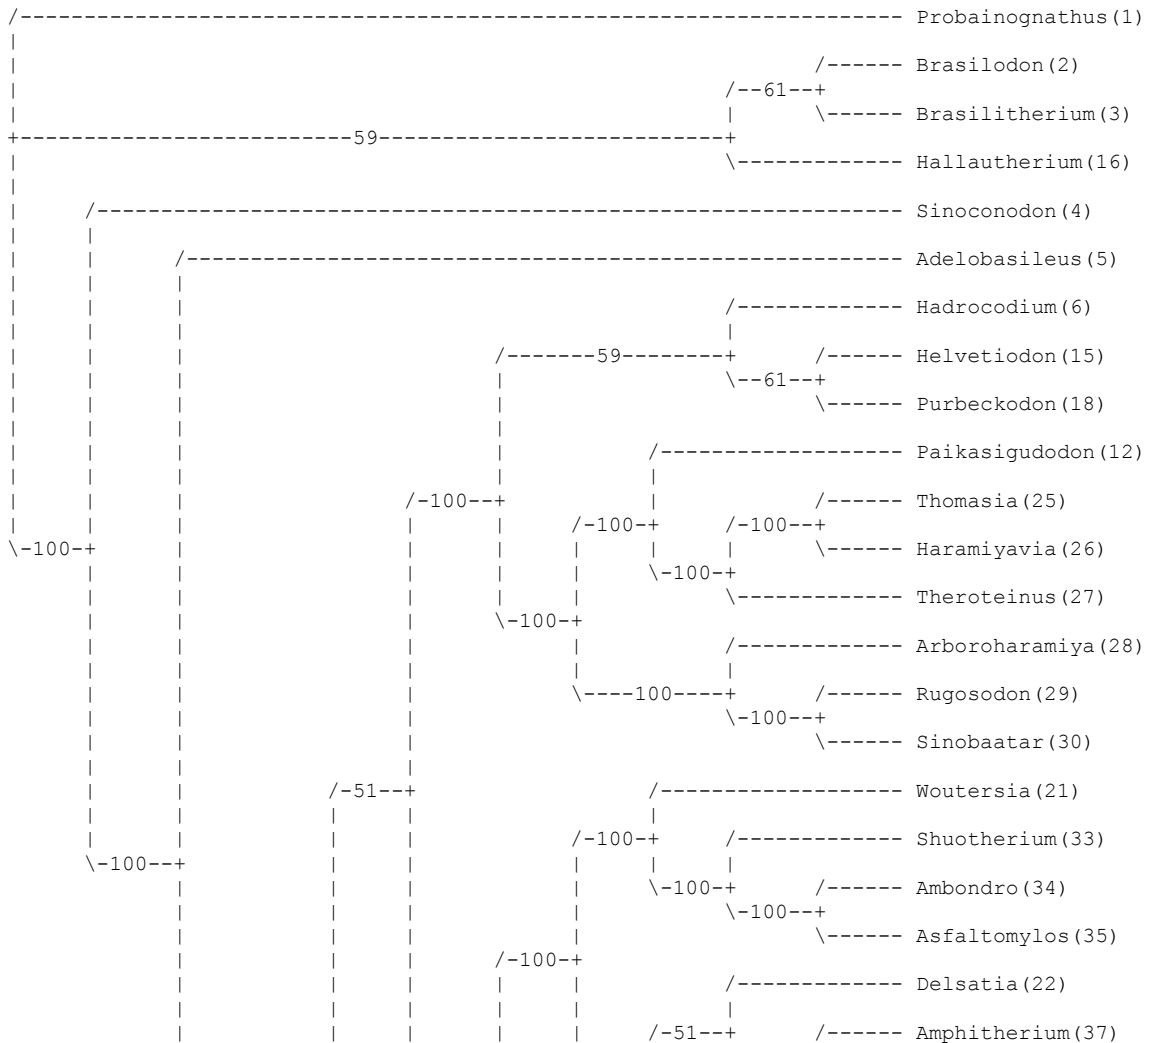 /--------------------------------------------------------------------- Probainognathus(1)
|
|                                                              /------ Brasilodon(2)
|                                                       /--61--+
|                                                       |      \------ Brasilitherium(3)
+--------------------------59---------------------------+
|                                                       \------------- Hallautherium(16)
|
|     /--------------------------------------------------------------- Sinoconodon(4)
|     |
|     |      /-------------------------------------------------------- Adelobasileus(5)
|     |      |
|     |      |                                          /------------- Hadrocodium(6)
|     |      |                                          |
|     |      |                        /-------59--------+      /------ Helvetiodon(15)
|     |      |                        |                 \--61--+
|     |      |                        |                        \------ Purbeckodon(18)
|     |      |                        |
|     |      |                        |           /------------------- Paikasigudodon(12)
|     |      |                        |           |
|     |      |                 /-100--+           |            /------ Thomasia(25)
|     |      |                 |      |     /-100-+     /-100--+
\-100-+      |                 |      |     |     |     |      \------ Haramiyavia(26)
      |      |                 |      |     |     \-100-+
      |      |                 |      |     |           \------------- Theroteinus(27)
      |      |                 |      \-100-+
      |      |                 |            |           /------------- Arboroharamiya(28)
      |      |                 |            |           |
      |      |                 |            \----100----+      /------ Rugosodon(29)
      |      |                 |                        \-100--+
      |      |                 |                               \------ Sinobaatar(30)
      |      |                 |
      |      |           /-51--+                  /------------------- Woutersia(21)
      |      |           |     |                  |
      |      |           |     |            /-100-+     /------------- Shuotherium(33)
      \-100--+           |     |            |     |     |
             |           |     |            |     \-100-+      /------ Ambondro(34)
             |           |     |            |           \-100--+
             |           |     |            |                  \------ Asfaltomylos(35)
             |           |     |      /-100-+
             |           |     |      |     |           /------------- Delsatia(22)
             |           |     |      |     |           |
             |           |     |      |     |     /-51--+      /------ Amphitherium(37)